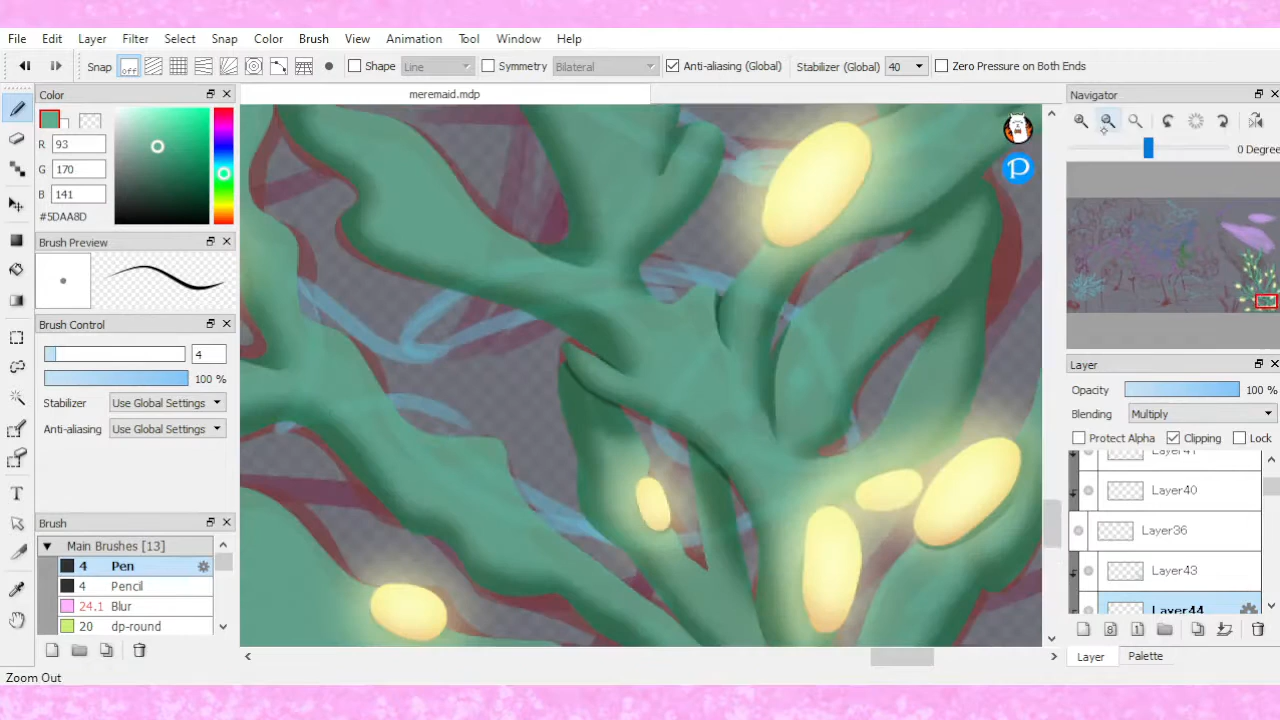 File Edit Layer Filter Select Snap Color Brush View Animation Tool Window Help
Snap off Shape Line Symmetry Bilateral Anti-aliasing (Global) Stabilizer (Global) 40 Zero Pressure on Both Ends
Color
meremaid.mdp
Navigator
R 93
G 170
B 141
#5DAA8D
0 Degree
Brush Preview
Brush Control
4
100 %
Stabilizer Use Global Settings
Anti-aliasing Use Global Settings
Layer
Opacity 100 %
Blending Multiply
Protect Alpha Clipping Lock
Layer41
Layer40
Layer36
Layer43
Layer44
Brush
Main Brushes [13]
4 Pen
4 Pencil
24.1 Blur
20 dp-round
8
1
Layer Palette
Zoom Out